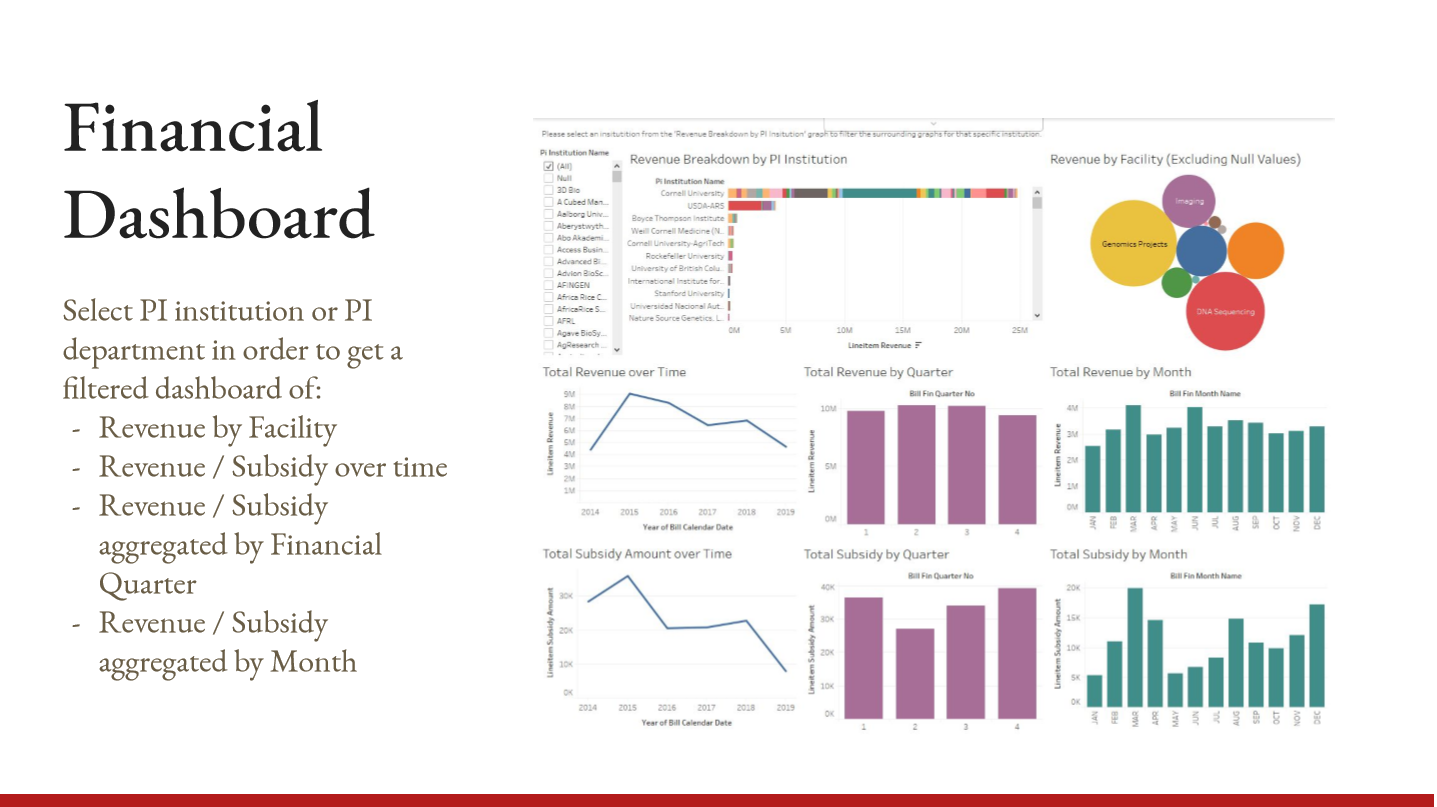 Financial
Dashboard
Select PI institution or PI
department in order to get a
filtered dashboard of:
- Revenue by Facility
- Revenue / Subsidy over time
- Revenue / Subsidy
aggregated by Financial
Quarter
- Revenue / Subsidy
aggregated by Month
Please select an insitutition from the 'Revenue Breakdown by PI Insitution' graph to filter the surrounding graphs for that specific institution.
Pi Institution Name
(All)
Null
3D Bio
A Cubed Man...
Aalborg Univ...
Aberystwyth...
Abo Akademi...
Access Busin...
Advanced Bi...
Advion BioSc...
AFINGEN
Africa Rice C...
AfricaRice S...
AFRL
Agave BioSy...
AgResearch ...
Revenue Breakdown by PI Institution
Pi Institution Name
Cornell University
USDA-ARS
Boyce Thompson Institute
Weill Cornell Medicine (N..
Cornell University-AgriTech
Rockefeller University
University of British Colu..
International Institute for..
Stanford University
Universidad Nacional Aut..
Nature Source Genetics, L..
0M 5M 10M 15M 20M 25M
Lineitem Revenue
Revenue by Facility (Excluding Null Values)
Imaging
Genomics Projects
DNA Sequencing
Total Revenue over Time
Lineitem Revenue
9M
8M
7M
6M
5M
4M
3M
2M
1M
2014 2015 2016 2017 2018 2019
Year of Bill Calendar Date
Total Revenue by Quarter
Bill Fin Quarter No
Lineitem Revenue
10M
5M
0M
1 2 3 4
Total Revenue by Month
Bill Fin Month Name
Lineitem Revenue
4M
3M
2M
1M
0M
JAN FEB MAR APR MAY JUN JUL AUG SEP OCT NOV DEC
Total Subsidy Amount over Time
Lineitem Subsidy Amount
30K
20K
10K
0K
2014 2015 2016 2017 2018 2019
Year of Bill Calendar Date
Total Subsidy by Quarter
Bill Fin Quarter No
Lineitem Subsidy Amount
40K
30K
20K
10K
0K
1 2 3 4
Total Subsidy by Month
Bill Fin Month Name
Lineitem Subsidy Amount
20K
15K
10K
5K
0K
JAN FEB MAR APR MAY JUN JUL AUG SEP OCT NOV DEC